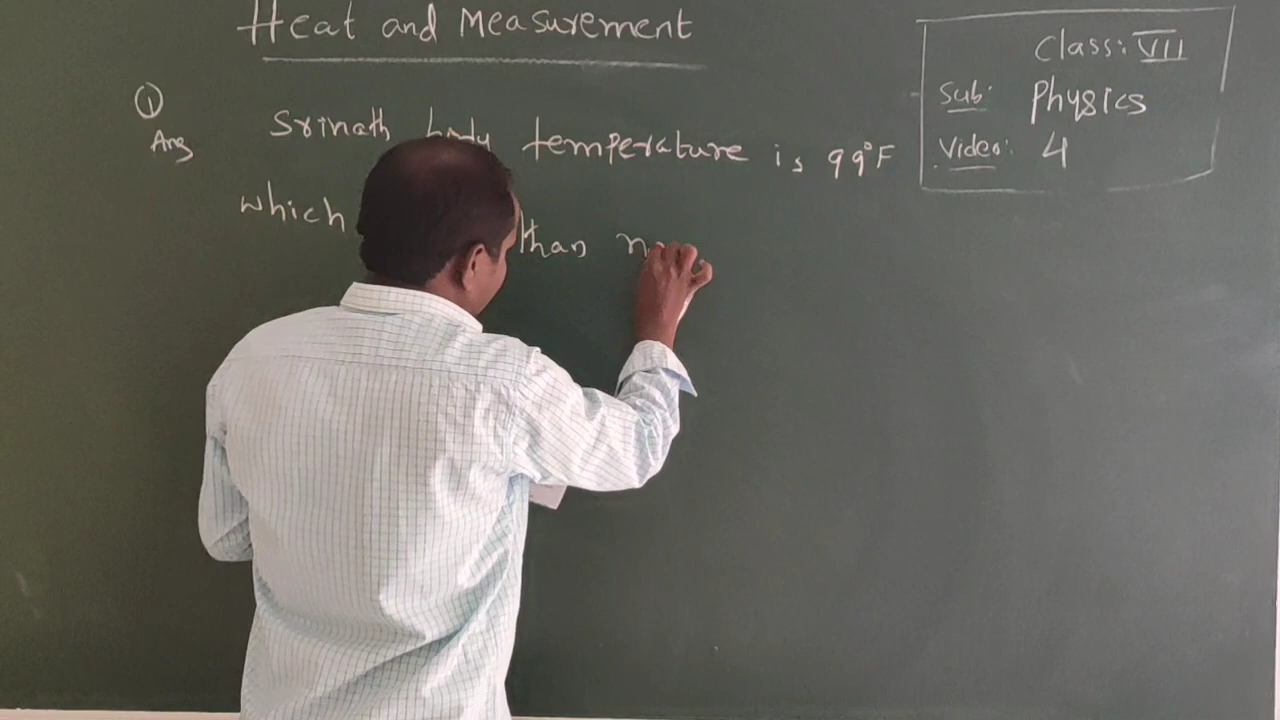 Heat and Measurement
Class: VII
Sub: Physics
Video: 4
①
Ans
Srinath body temperature is 99°F
which than